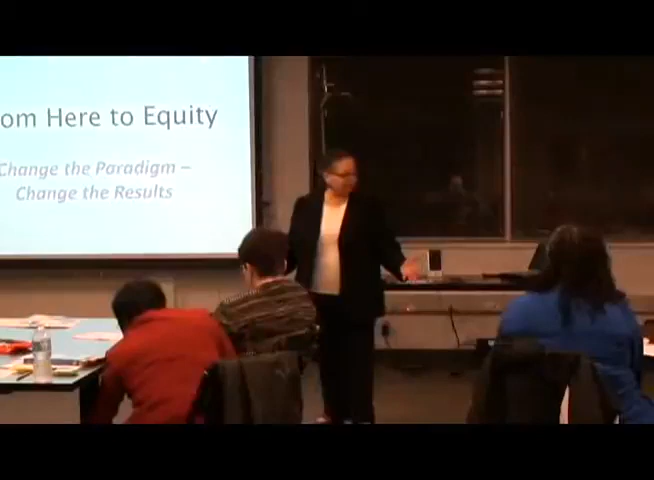 om Here to Equity
Change the Paradigm –
Change the Results